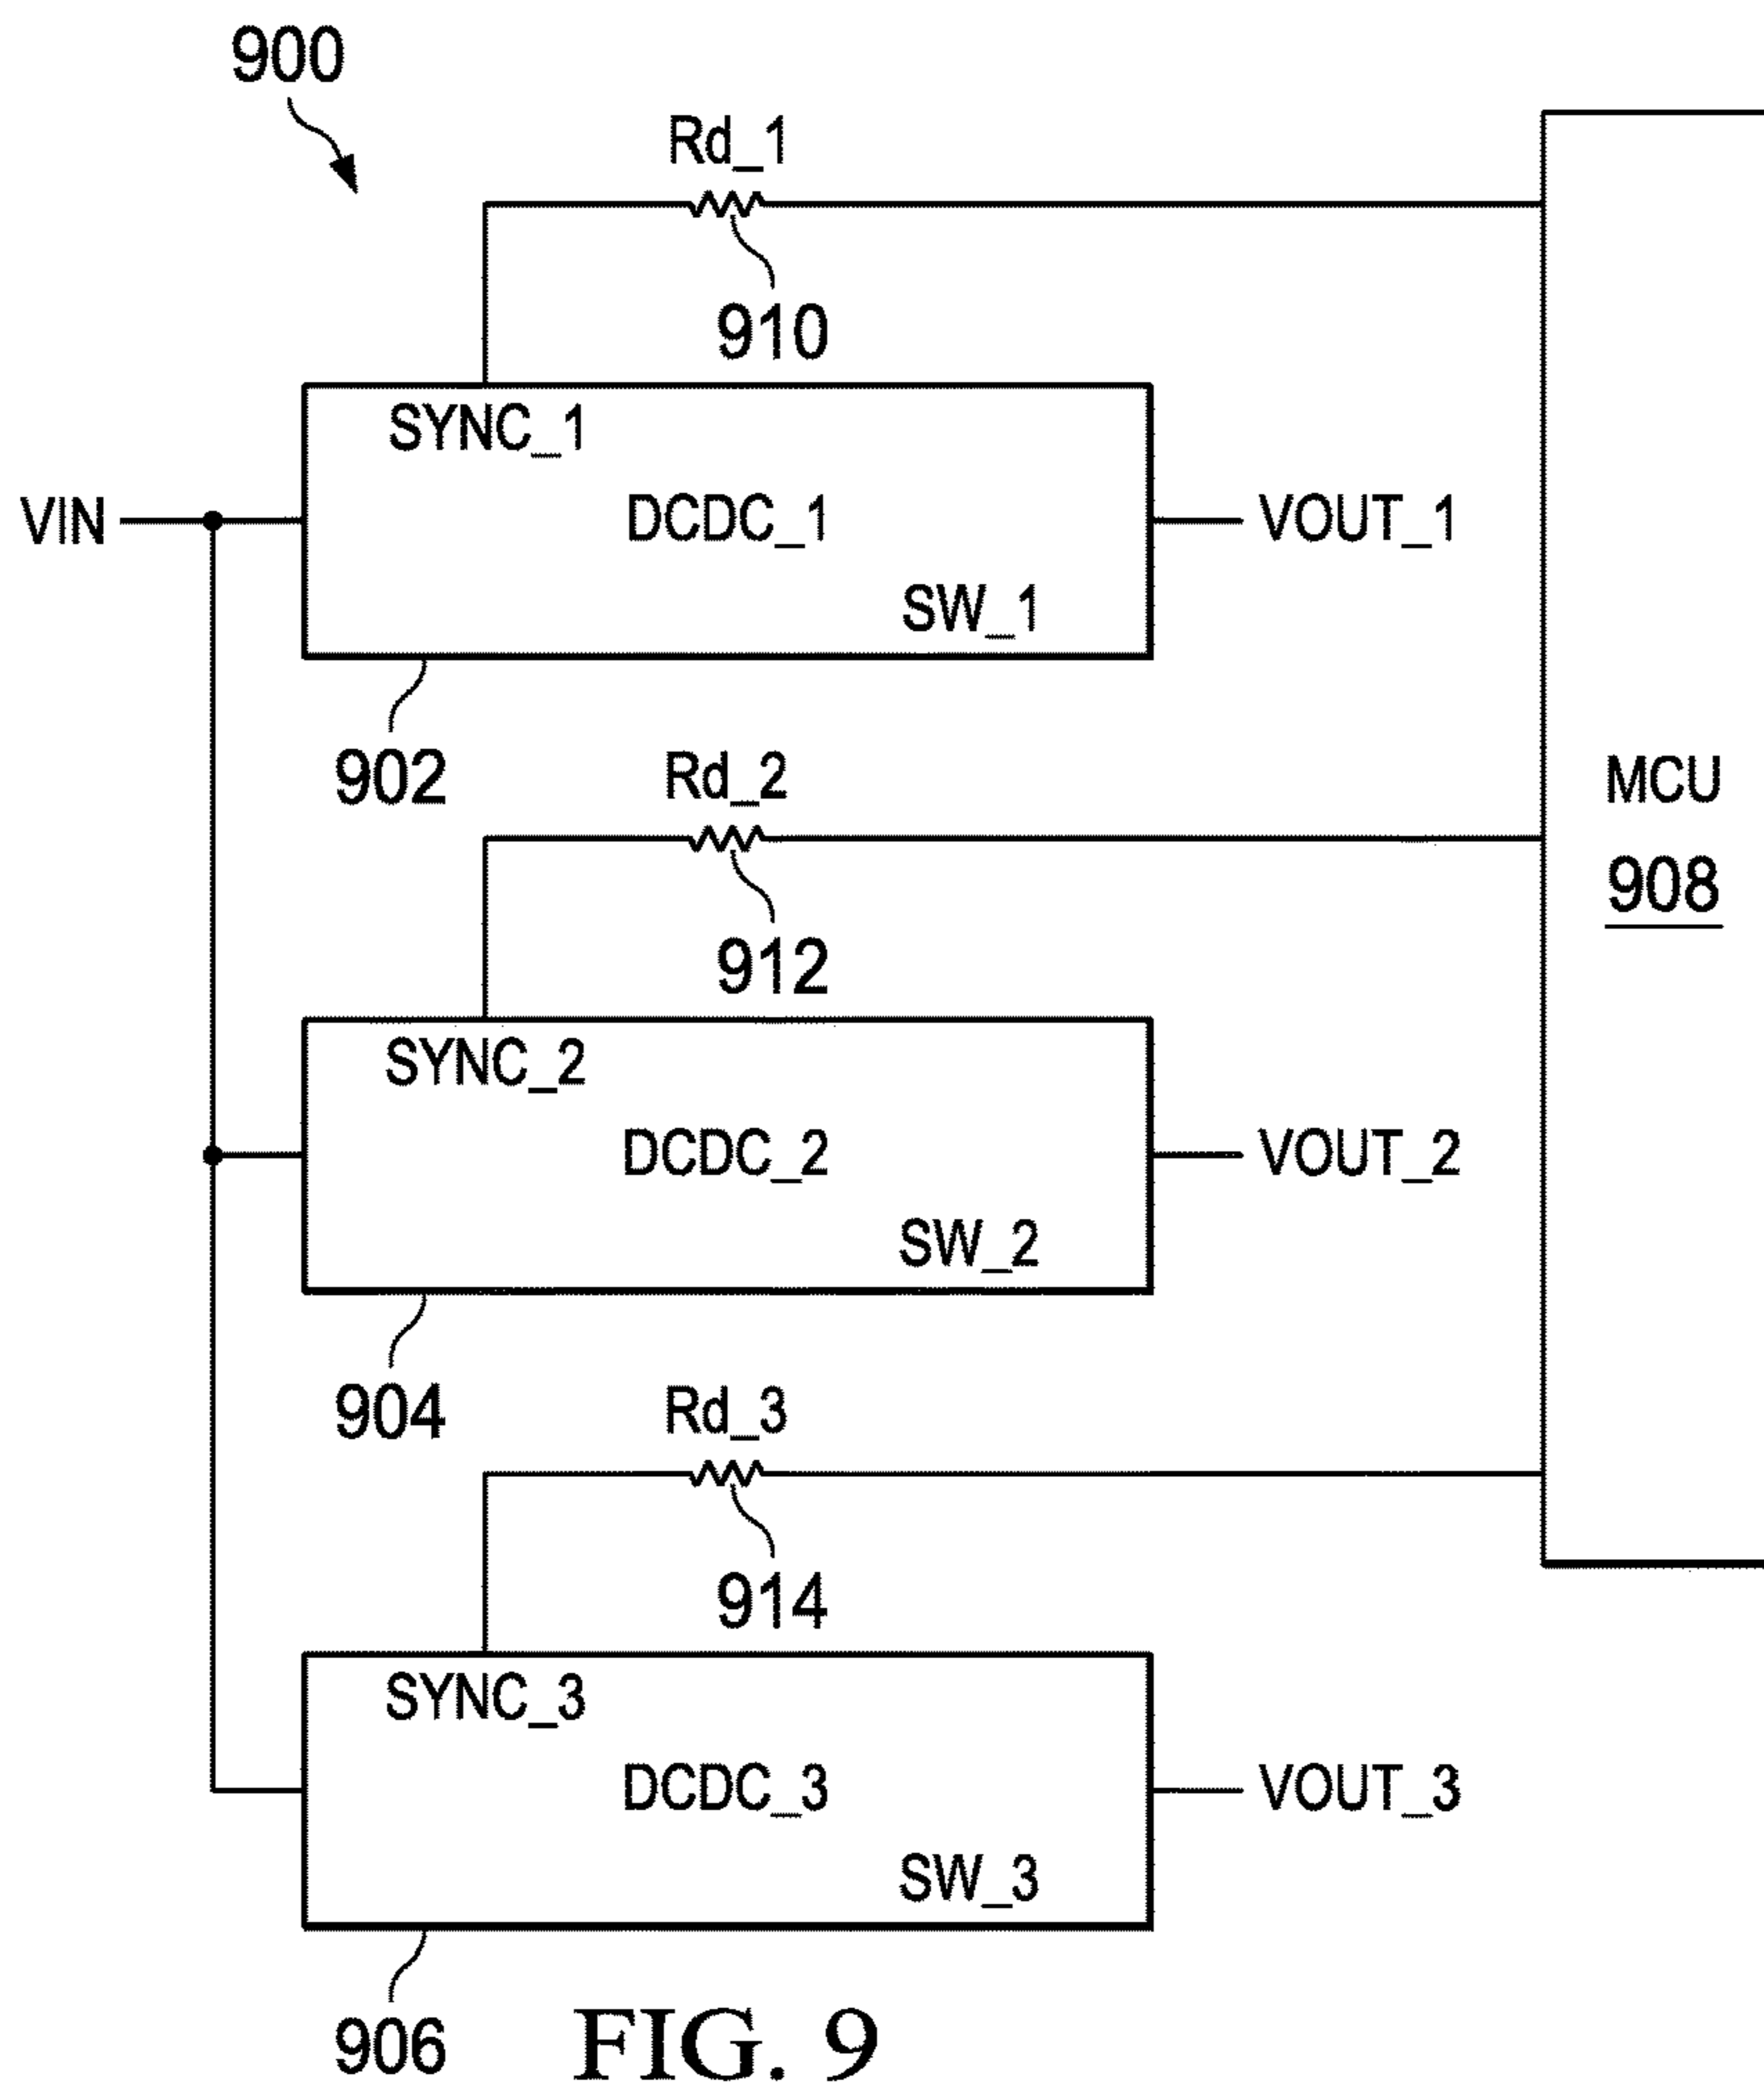 900
Rd_1
910
SYNC_1
VIN
DCDC_1
VOUT_1
SW_1
902
Rd_2
MCU
908
912
SYNC_2
DCDC_2
VOUT_2
SW_2
904
Rd_3
914
SYNC_3
DCDC_3
VOUT_3
SW_3
906
FIG. 9